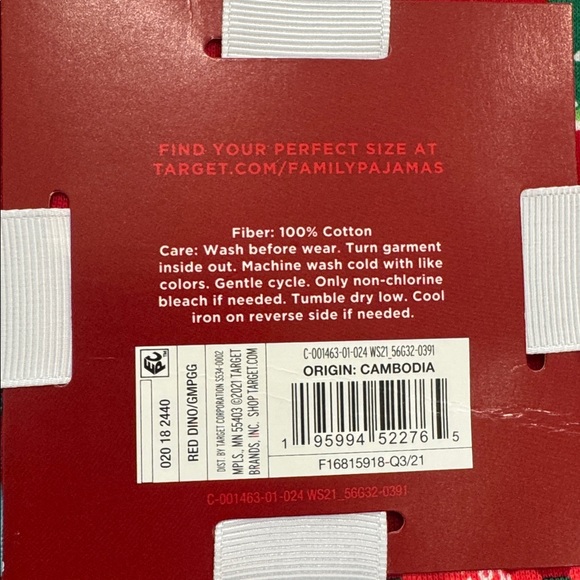 FIND YOUR PERFECT SIZE AT
TARGET.COM/FAMILYPAJAMAS
Fiber: 100% Cotton
Care: Wash before wear. Turn garment
inside out. Machine wash cold with like
colors. Gentle cycle. Only non-chlorine
bleach if needed. Tumble dry low. Cool
iron on reverse side if needed.
020 18 2440
RED DINO/GMPGG
DIST. BY TARGET CORPORATION SS34-0002
MPLS., MN 55403 ©2021 TARGET
BRANDS, INC. SHOP TARGET.COM
C-001463-01-024 WS21_56G32-0391
ORIGIN: CAMBODIA
1 95994 52276 5
F16815918-Q3/21
C-001463-01-024 WS21_56G32-0391